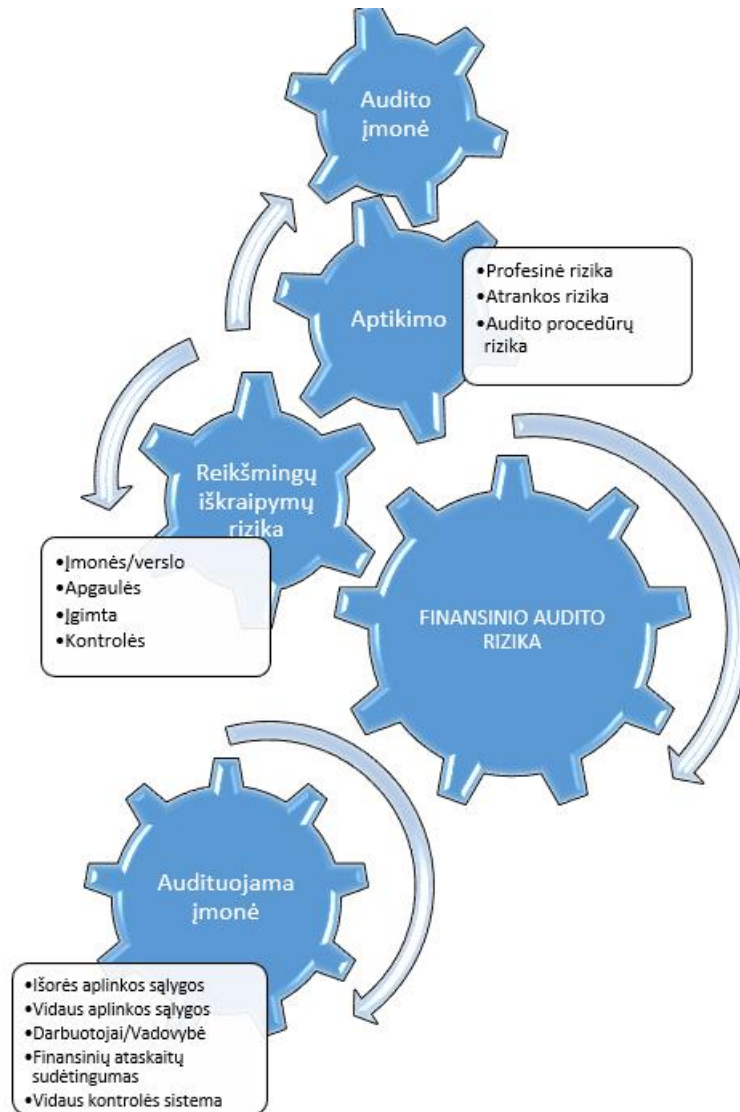 Audito
įmonė
Aptikimo
•Profesinė rizika
•Atrankos rizika
•Audito procedūrų
rizika
Reikšmingų
iškraipymų
rizika
•Įmonės/verslo
•Apgaulės
•Įgimta
•Kontrolės
FINANSINIO AUDITO
RIZIKA
Audituojama
įmonė
•Išorės aplinkos sąlygos
•Vidaus aplinkos sąlygos
•Darbuotojai/Vadovybė
•Finansinių ataskaitų
sudėtingumas
•Vidaus kontrolės sistema